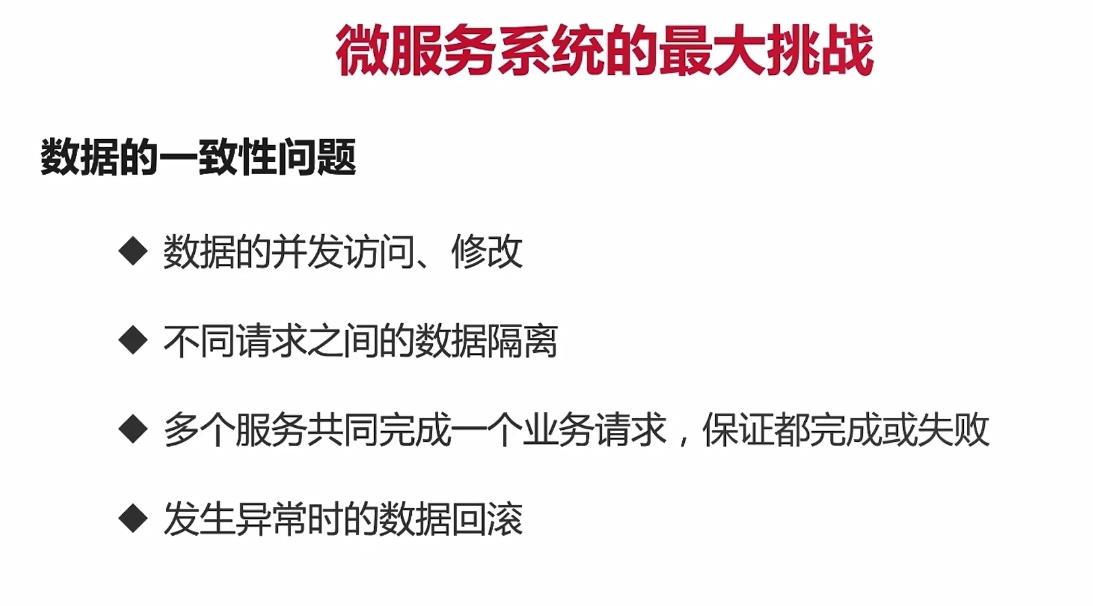 微服务系统的最大挑战
数据的一致性问题
◆ 数据的并发访问、修改
◆ 不同请求之间的数据隔离
◆ 多个服务共同完成一个业务请求，保证都完成或失败
◆ 发生异常时的数据回滚